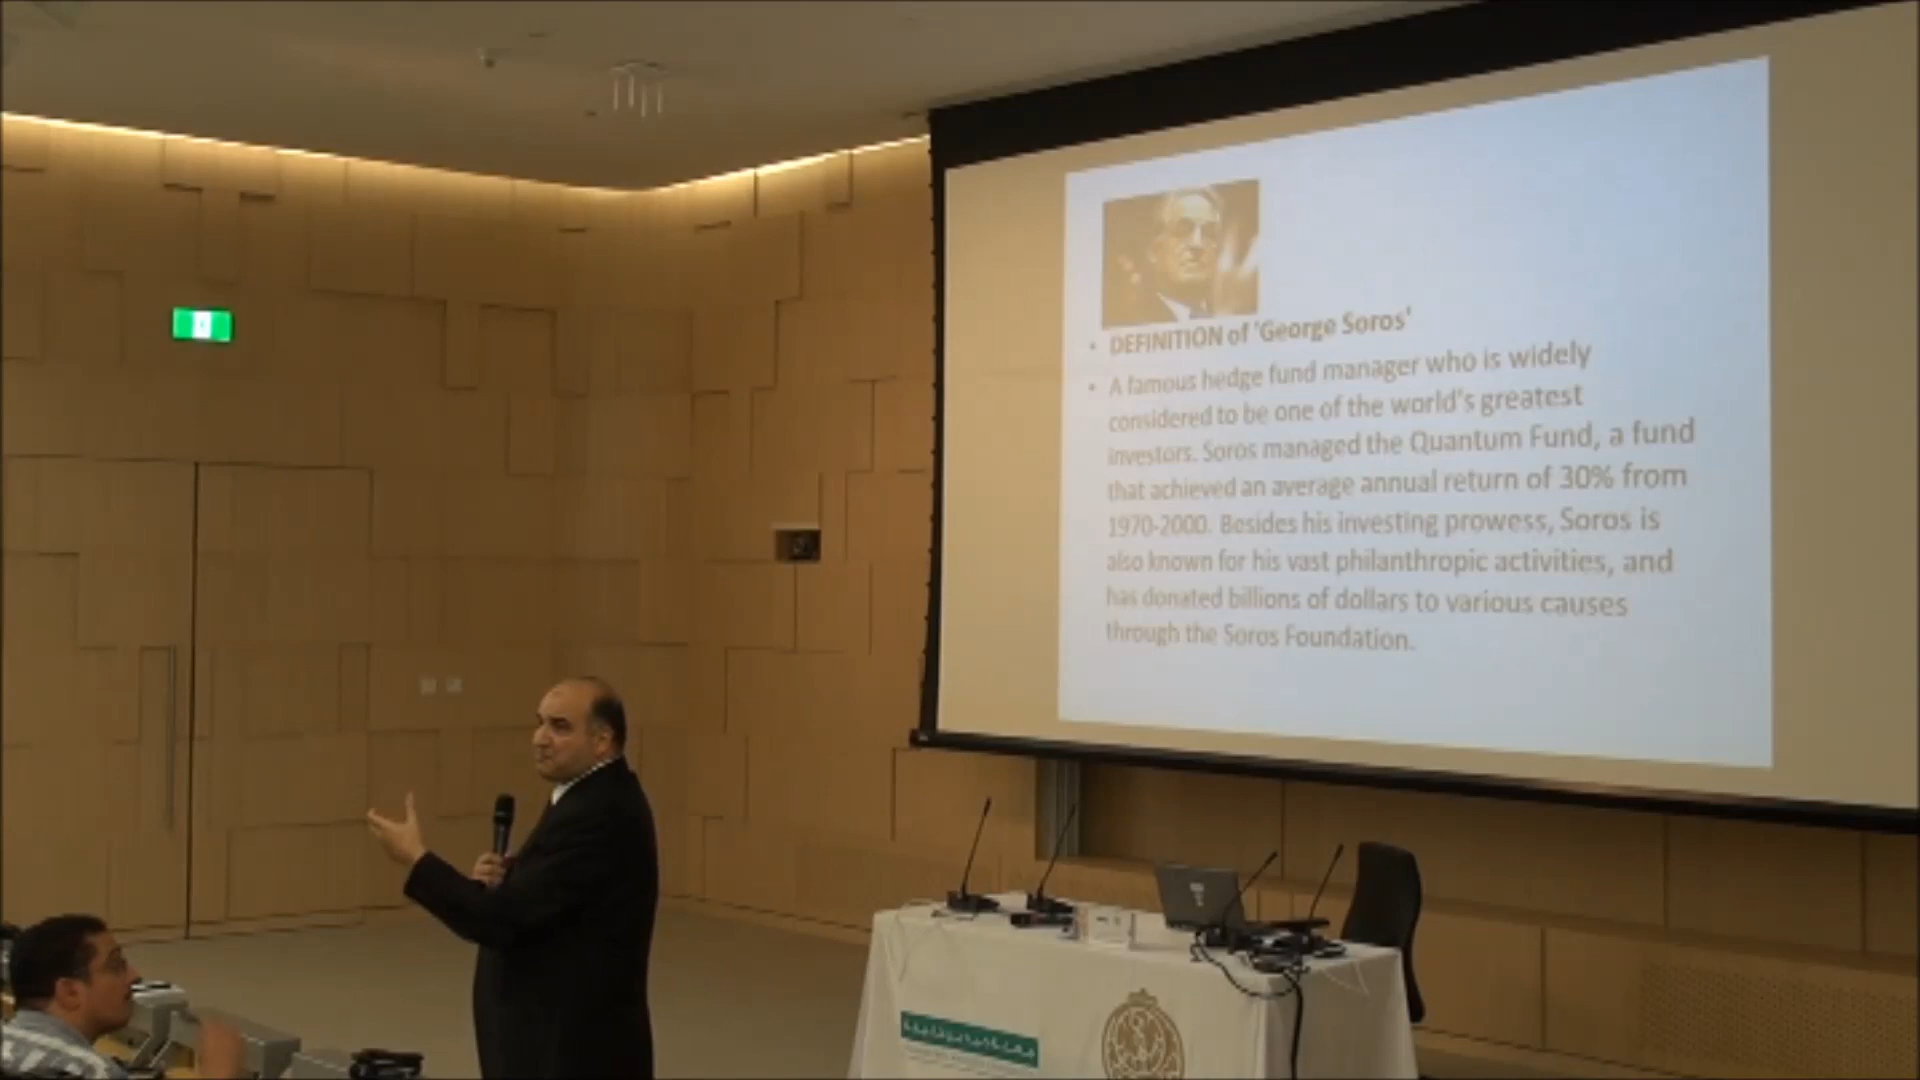 • DEFINITION of 'George Soros'
• A famous hedge fund manager who is widely
considered to be one of the world's greatest
investors. Soros managed the Quantum Fund, a fund
that achieved an average annual return of 30% from
1970-2000. Besides his investing prowess, Soros is
also known for his vast philanthropic activities, and
has donated billions of dollars to various causes
through the Soros Foundation.